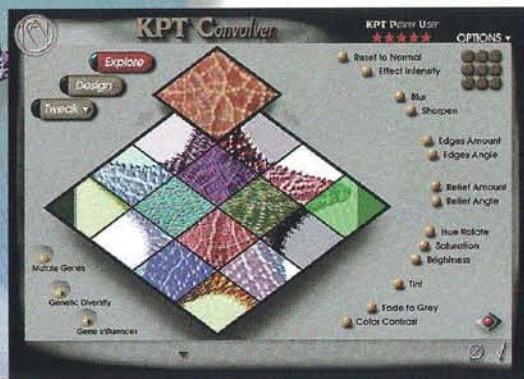 KPT Convolver
KPT Power User
OPTIONS
Explore
Design
Tweak
Reset to Normal
Effect Intensity
Blur
Sharpen
Edges Amount
Edges Angle
Relief Amount
Relief Angle
Hue Rotate
Saturation
Brightness
Tint
Fade to Grey
Color Contrast
Mutate Genes
Genetic Diversity
Gene Influences